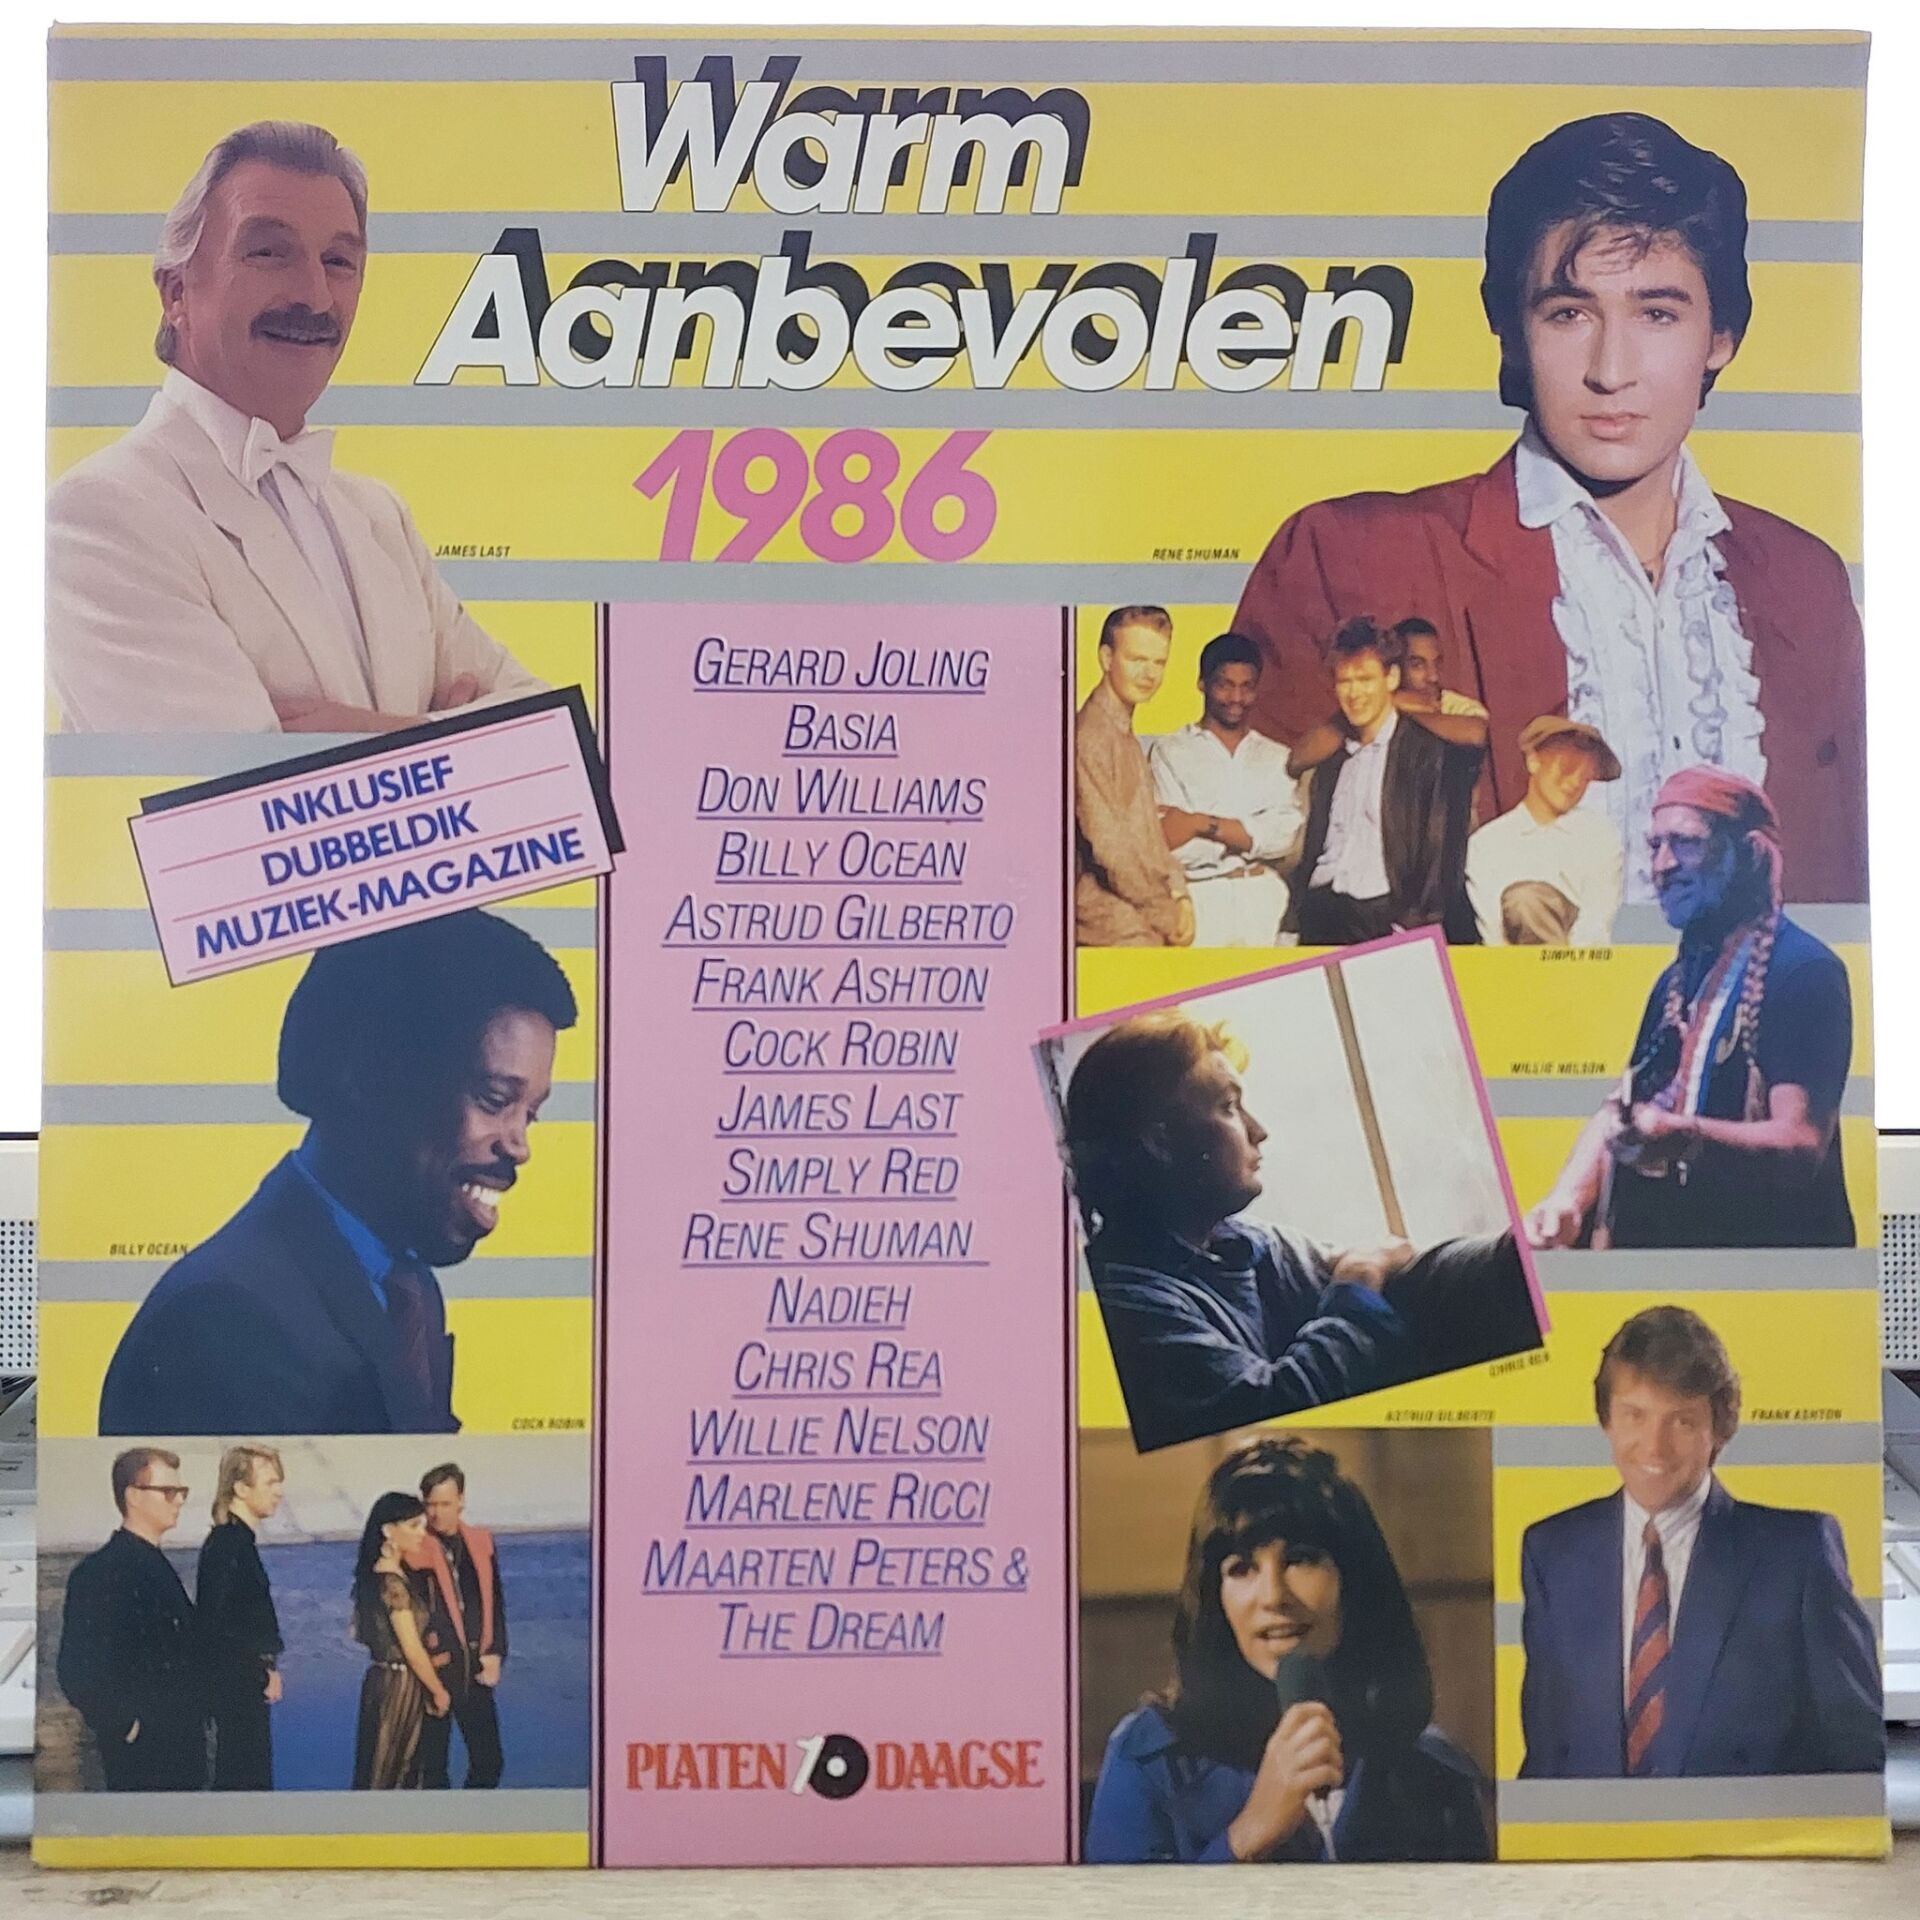 Warm
Aanbevolen
1986
JAMES LAST
RENE SHUMAN
GERARD JOLING
BASIA
DON WILLIAMS
BILLY OCEAN
ASTRUD GILBERTO
FRANK ASHTON
COCK ROBIN
JAMES LAST
SIMPLY RED
RENE SHUMAN
NADIEH
CHRIS REA
WILLIE NELSON
MARLENE RICCI
MAARTEN PETERS &
THE DREAM
INKLUSIEF
DUBBELDIK
MUZIEK-MAGAZINE
SIMPLY RED
WILLIE NELSON
BILLY OCEAN
CHRIS REA
COCK ROBIN
ASTRUD GILBERTO
FRANK ASHTON
PLATEN 10 DAAGSE